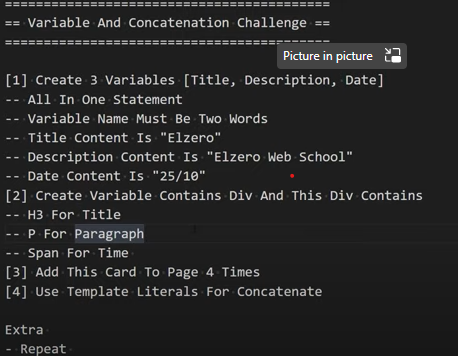 ===========================================
== Variable And Concatenation Challenge ==
===========================================
Picture in picture
[1] Create 3 Variables [Title, Description, Date]
-- All In One Statement
-- Variable Name Must Be Two Words
-- Title Content Is "Elzero"
-- Description Content Is "Elzero Web School"
-- Date Content Is "25/10"
[2] Create Variable Contains Div And This Div Contains
-- H3 For Title
-- P For Paragraph
-- Span For Time
[3] Add This Card To Page 4 Times
[4] Use Template Literals For Concatenate
Extra
- Repeat